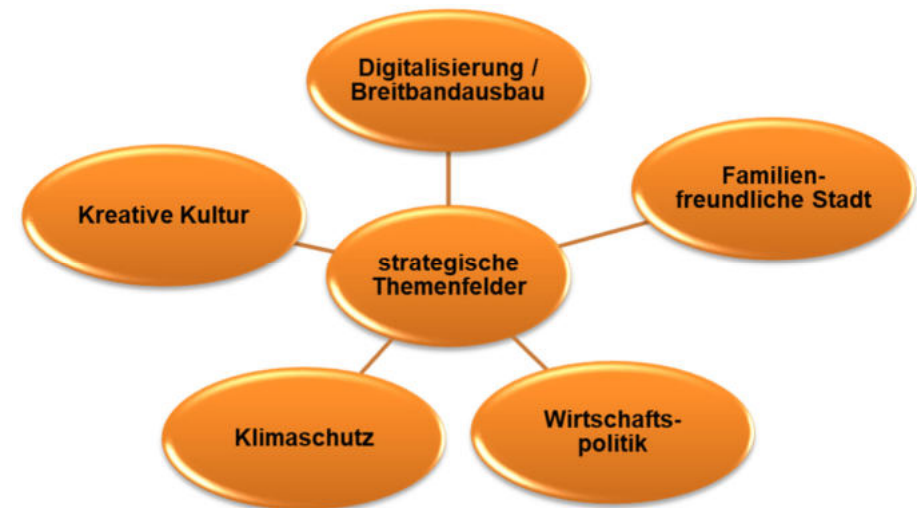 Digitalisierung /
Breitbandausbau
Familien-
freundliche Stadt
Kreative Kultur
strategische
Themenfelder
Klimaschutz
Wirtschafts-
politik